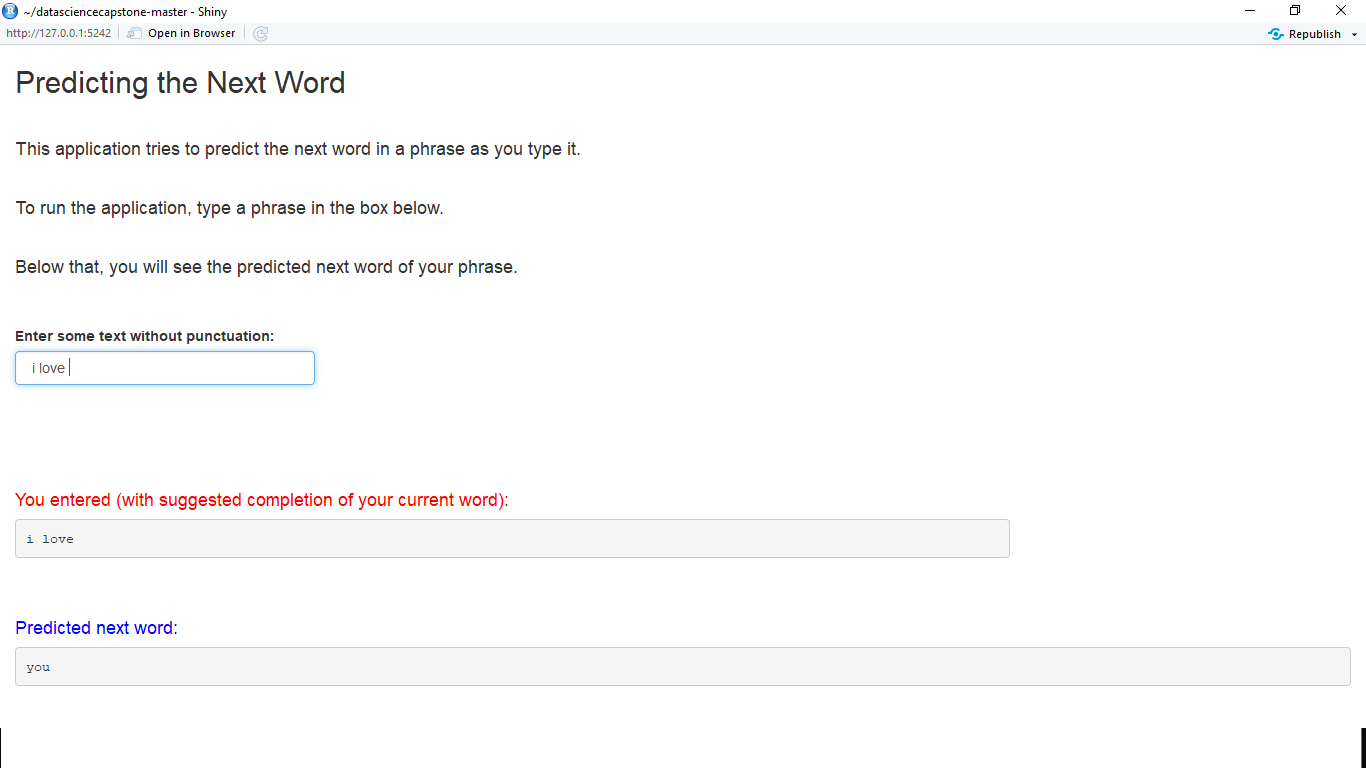 ~/datasciencecapstone-master - Shiny
http://127.0.0.1:5242 Open in Browser Republish
Predicting the Next Word
This application tries to predict the next word in a phrase as you type it.
To run the application, type a phrase in the box below.
Below that, you will see the predicted next word of your phrase.
Enter some text without punctuation:
i love
You entered (with suggested completion of your current word):
i love
Predicted next word:
you